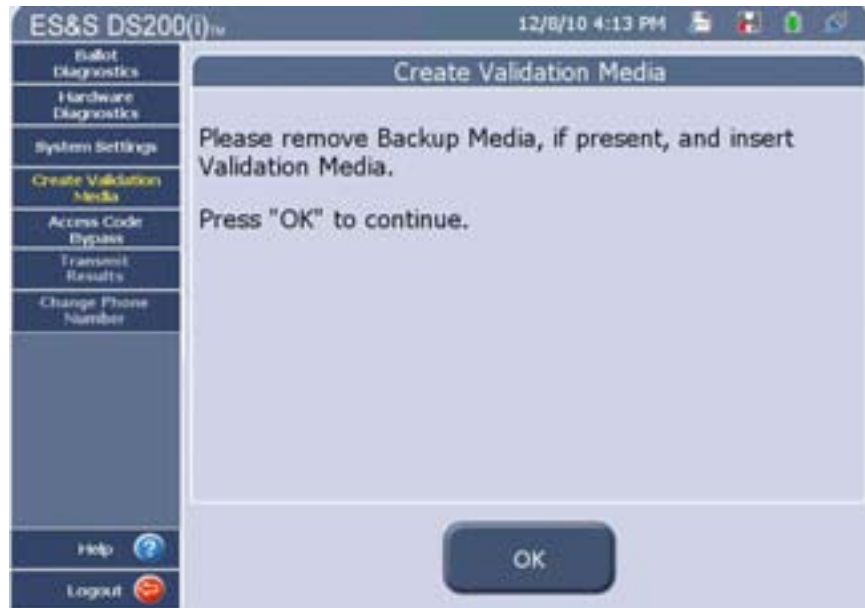 ES&S DS200(i)™ 12/8/10 4:13 PM
Ballot
Diagnostics
Hardware
Diagnostics
System Settings
Create Validation
Media
Access Code
Bypass
Transmit
Results
Change Phone
Number
Help
Logout
Create Validation Media
Please remove Backup Media, if present, and insert
Validation Media.
Press "OK" to continue.
OK